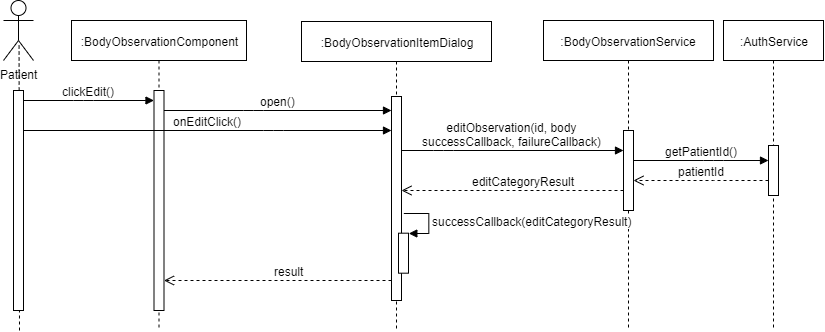 :BodyObservationComponent
:BodyObservationItemDialog
:BodyObservationService
:AuthService
Patient
clickEdit()
open()
onEditClick()
editObservation(id, body
successCallback, failureCallback)
getPatientId()
patientId
editCategoryResult
successCallback(editCategoryResult)
result